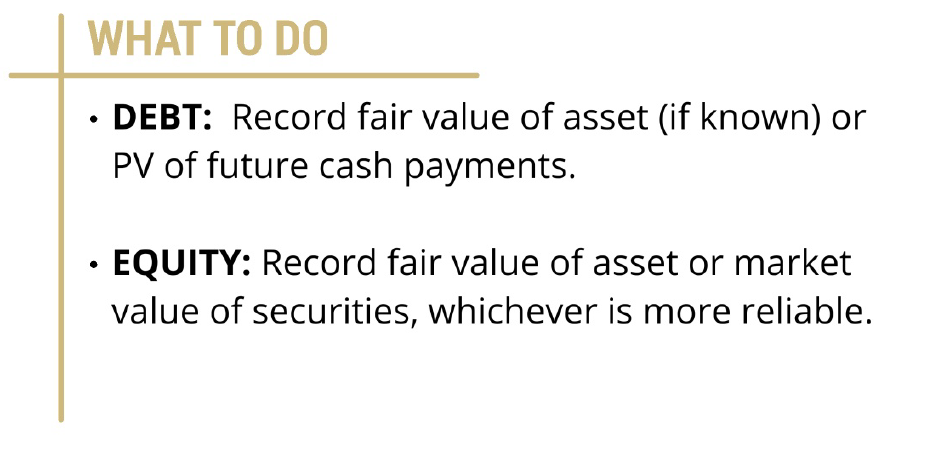 WHAT TO DO
• DEBT: Record fair value of asset (if known) or
PV of future cash payments.
• EQUITY: Record fair value of asset or market
value of securities, whichever is more reliable.